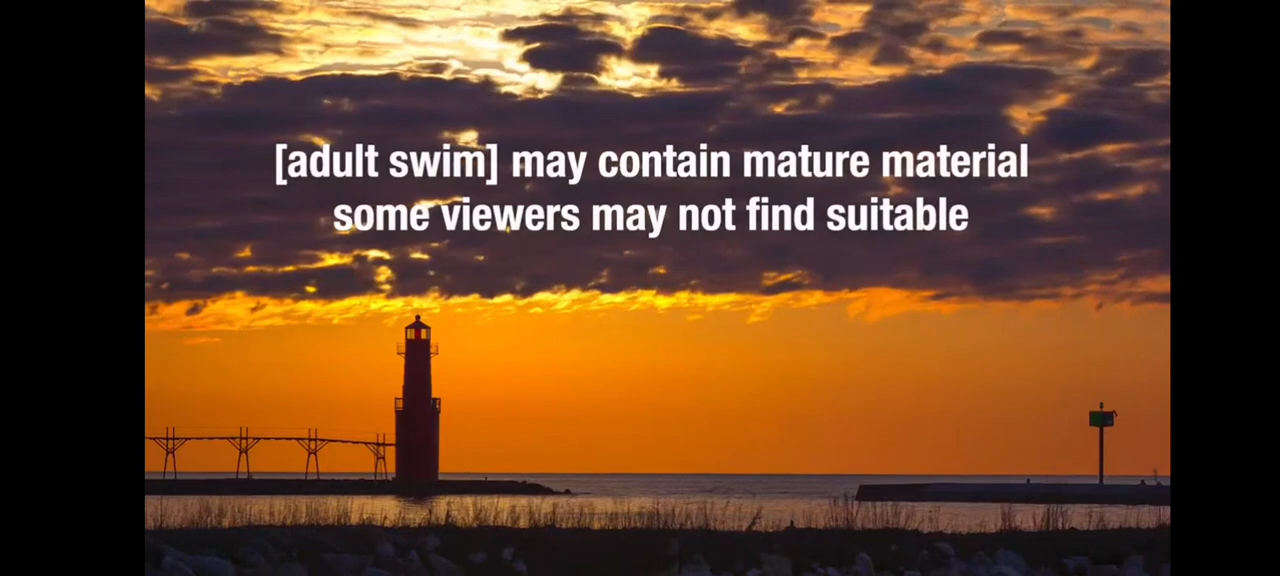 [adult swim] may contain mature material
some viewers may not find suitable